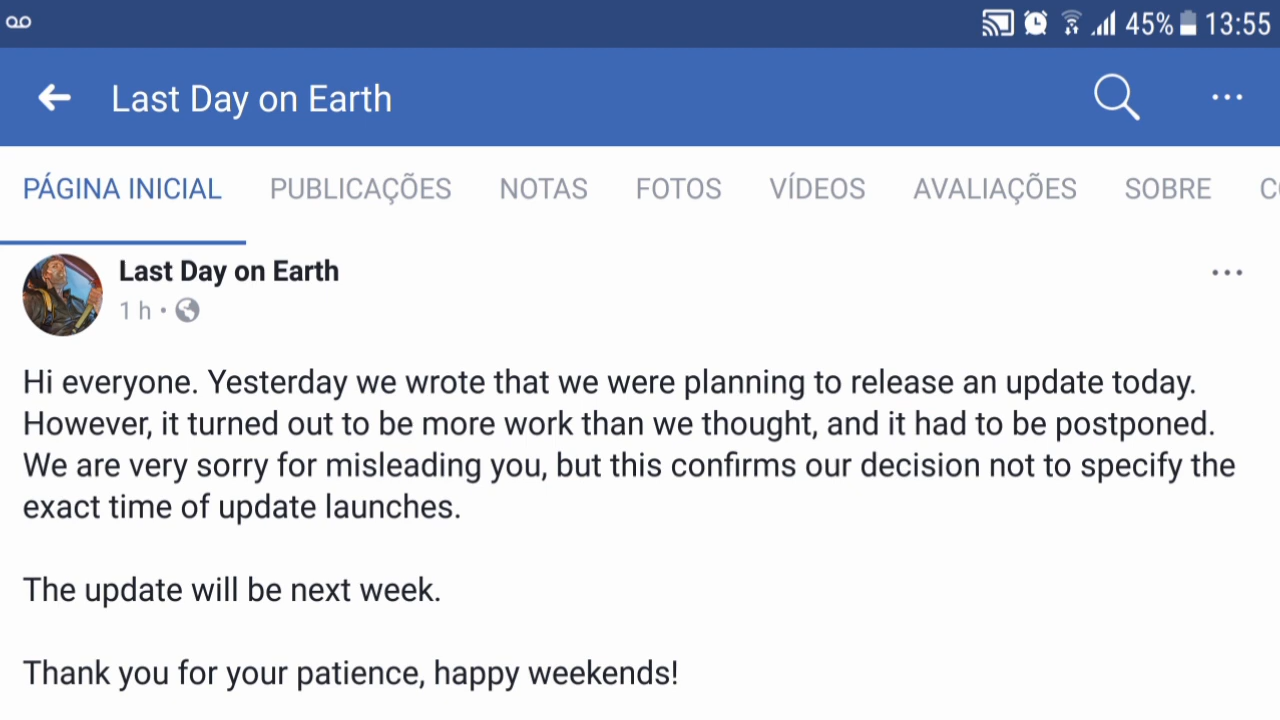 45% 13:55
Last Day on Earth
PÁGINA INICIAL PUBLICAÇÕES NOTAS FOTOS VÍDEOS AVALIAÇÕES SOBRE
Last Day on Earth
1 h •
Hi everyone. Yesterday we wrote that we were planning to release an update today.
However, it turned out to be more work than we thought, and it had to be postponed.
We are very sorry for misleading you, but this confirms our decision not to specify the
exact time of update launches.
The update will be next week.
Thank you for your patience, happy weekends!